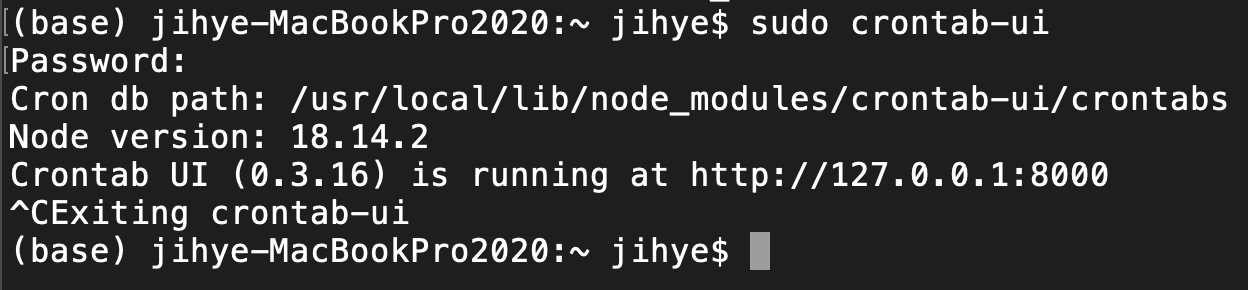 (base) jihye-MacBookPro2020:~ jihye$ sudo crontab-ui
Password:
Cron db path: /usr/local/lib/node_modules/crontab-ui/crontabs
Node version: 18.14.2
Crontab UI (0.3.16) is running at http://127.0.0.1:8000
^CExiting crontab-ui
(base) jihye-MacBookPro2020:~ jihye$